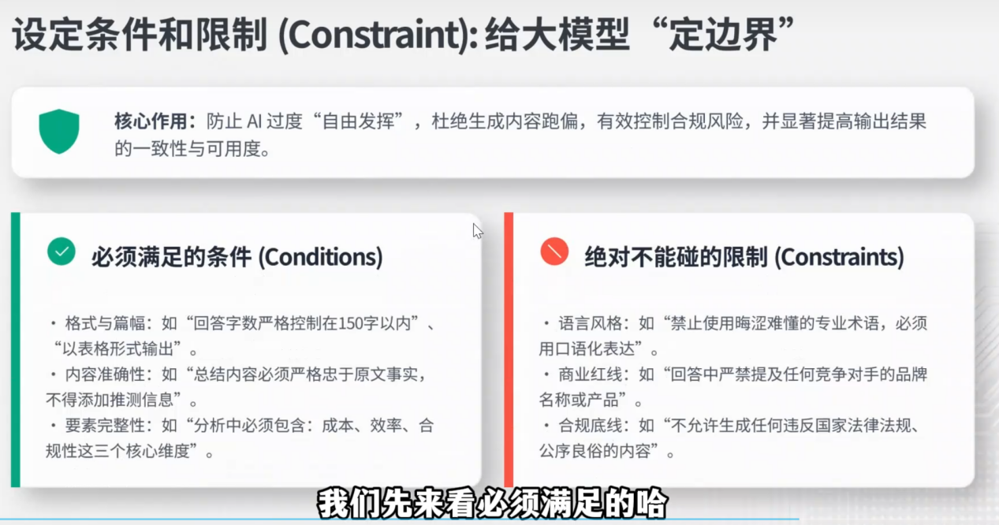 设定条件和限制 (Constraint): 给大模型“定边界”
核心作用：防止 AI 过度“自由发挥”，杜绝生成内容跑偏，有效控制合规风险，并显著提高输出结果
的一致性与可用度。
必须满足的条件 (Conditions)
• 格式与篇幅：如“回答字数严格控制在150字以内”、
“以表格形式输出”。
• 内容准确性：如“总结内容必须严格忠于原文事实，
不得添加推测信息”。
• 要素完整性：如“分析中必须包含：成本、效率、合
规性这三个核心维度”。
绝对不能碰的限制 (Constraints)
• 语言风格：如“禁止使用晦涩难懂的专业术语，必须
用口语化表达”。
• 商业红线：如“回答中严禁提及任何竞争对手的品牌
名称或产品”。
• 合规底线：如“不允许生成任何违反国家法律法规、
公序良俗的内容”。
我们先来看必须满足的哈